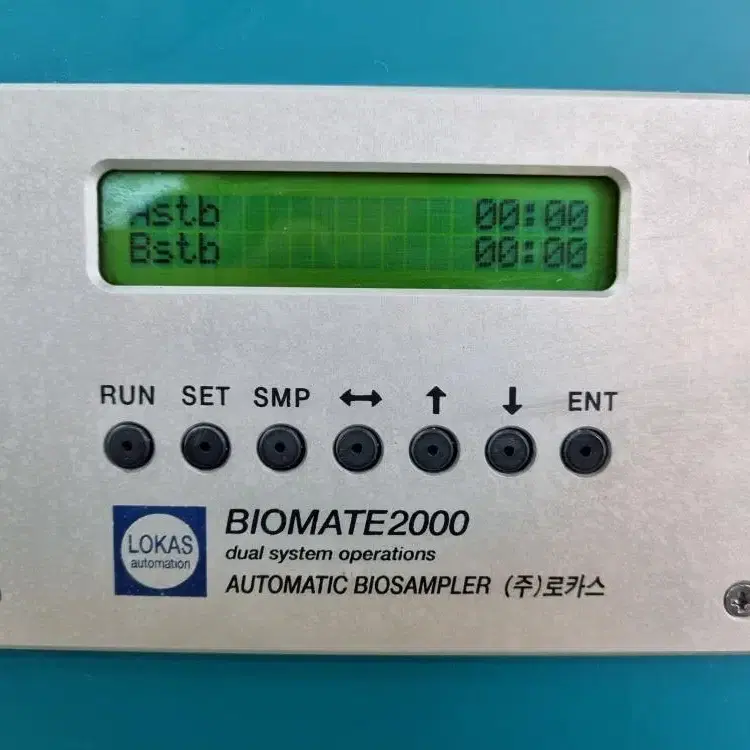 Astb 00:00
Bstb 00:00
RUN SET SMP ↔ ↑ ↓ ENT
LOKAS
automation
BIOMATE2000
dual system operations
AUTOMATIC BIOSAMPLER (주)로카스